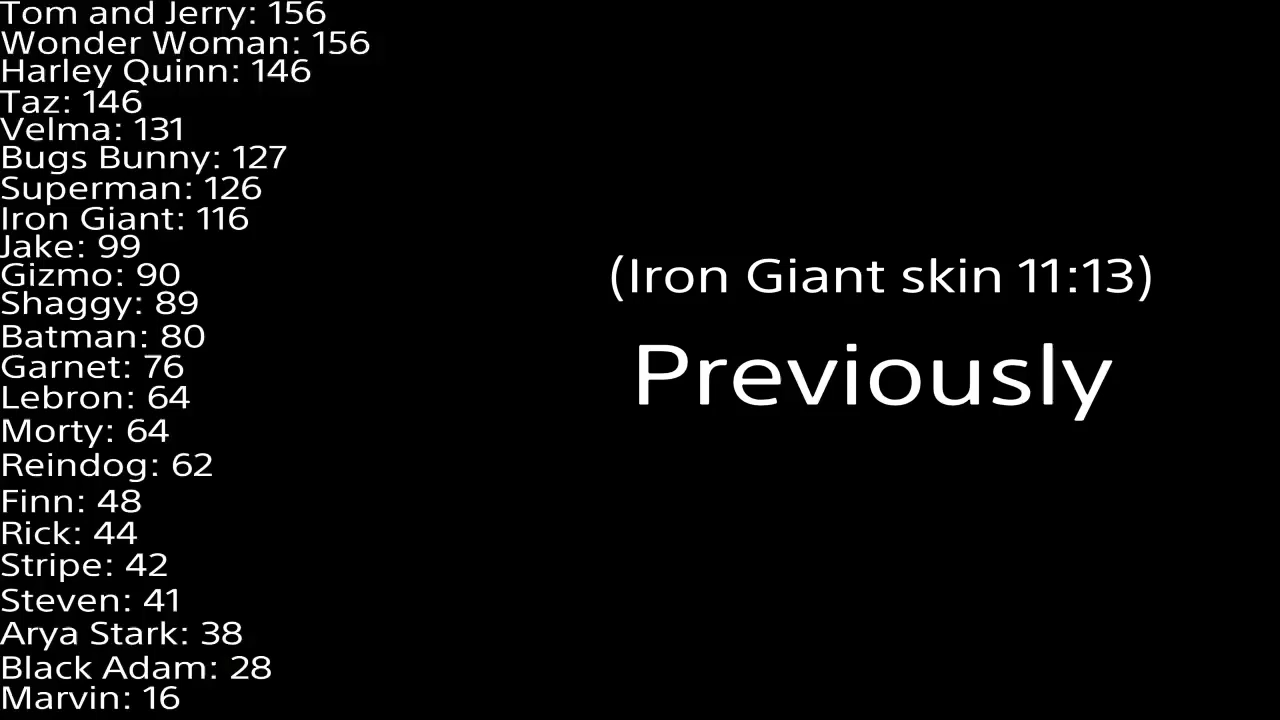 Tom and Jerry: 156
Wonder Woman: 156
Harley Quinn: 146
Taz: 146
Velma: 131
Bugs Bunny: 127
Superman: 126
Iron Giant: 116
Jake: 99
Gizmo: 90
Shaggy: 89
Batman: 80
Garnet: 76
Lebron: 64
Morty: 64
Reindog: 62
Finn: 48
Rick: 44
Stripe: 42
Steven: 41
Arya Stark: 38
Black Adam: 28
Marvin: 16
(Iron Giant skin 11:13)
Previously